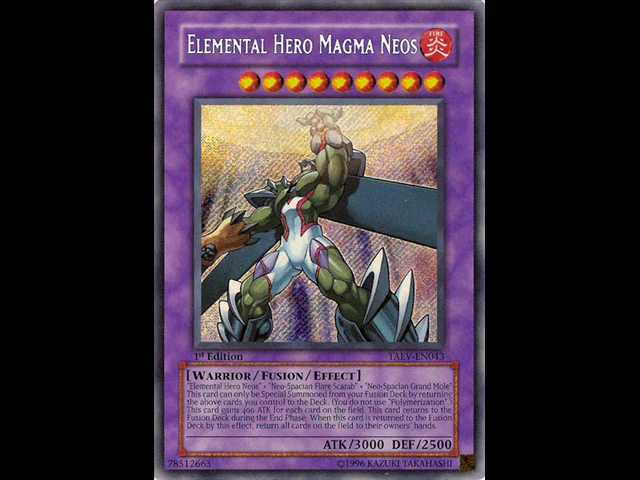 ELEMENTAL HERO MAGMA NEOS
FIRE
炎
1st Edition
TAEV-EN043
[WARRIOR/FUSION/EFFECT]
"Elemental Hero Neos" + "Neo-Spacian Flare Scarab" + "Neo-Spacian Grand Mole"
This card can only be Special Summoned from your Fusion Deck by returning
the above cards you control to the Deck. (You do not use "Polymerization".)
This card gains 400 ATK for each card on the field. This card returns to the
Fusion Deck during the End Phase. When this card is returned to the Fusion
Deck by this effect, return all cards on the field to their owners' hands.
ATK/3000 DEF/2500
78512663
©1996 KAZUKI TAKAHASHI